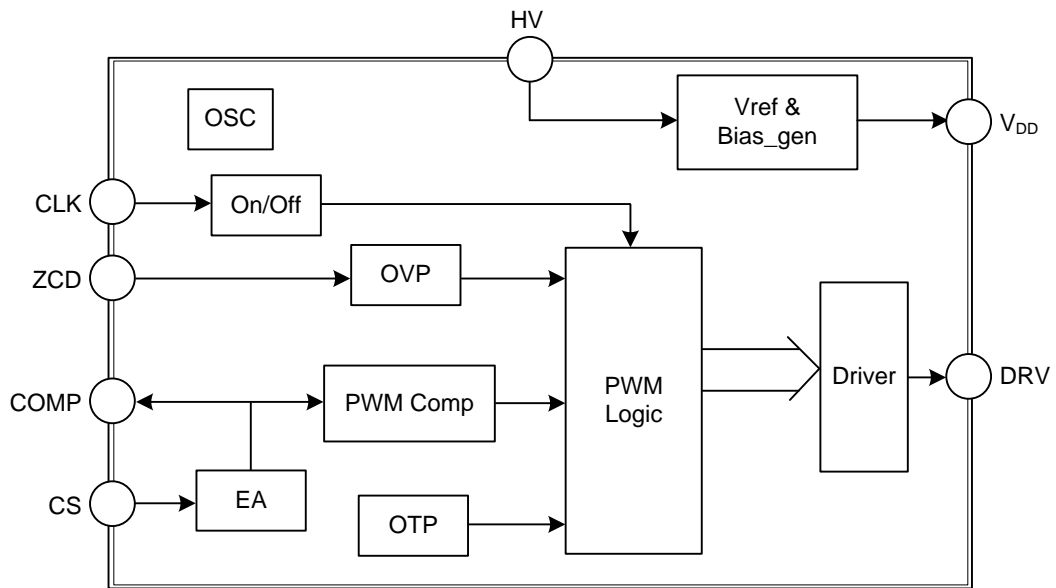 HV
OSC
Vref &
Bias_gen
VDD
CLK
On/Off
ZCD
OVP
COMP
PWM Comp
PWM
Logic
Driver
DRV
CS
EA
OTP